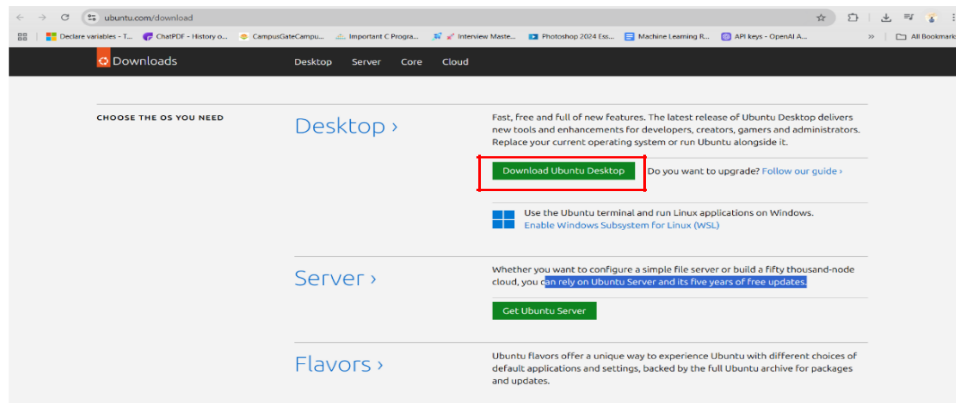 ubuntu.com/download
Declare variables - T... ChatPDF - History o... CampusGateCampu... Important C Progra... Interview Maste... Photoshop 2024 Ess... Machine Learning R... API keys - OpenAI A... » All Bookmark
Downloads Desktop Server Core Cloud
CHOOSE THE OS YOU NEED
Desktop ›
Fast, free and full of new features. The latest release of Ubuntu Desktop delivers
new tools and enhancements for developers, creators, gamers and administrators.
Replace your current operating system or run Ubuntu alongside it.
Download Ubuntu Desktop Do you want to upgrade? Follow our guide ›
Use the Ubuntu terminal and run Linux applications on Windows.
Enable Windows Subsystem for Linux (WSL)
Server ›
Whether you want to configure a simple file server or build a fifty thousand-node
cloud, you can rely on Ubuntu Server and its five years of free updates.
Get Ubuntu Server
Flavors ›
Ubuntu flavors offer a unique way to experience Ubuntu with different choices of
default applications and settings, backed by the full Ubuntu archive for packages
and updates.